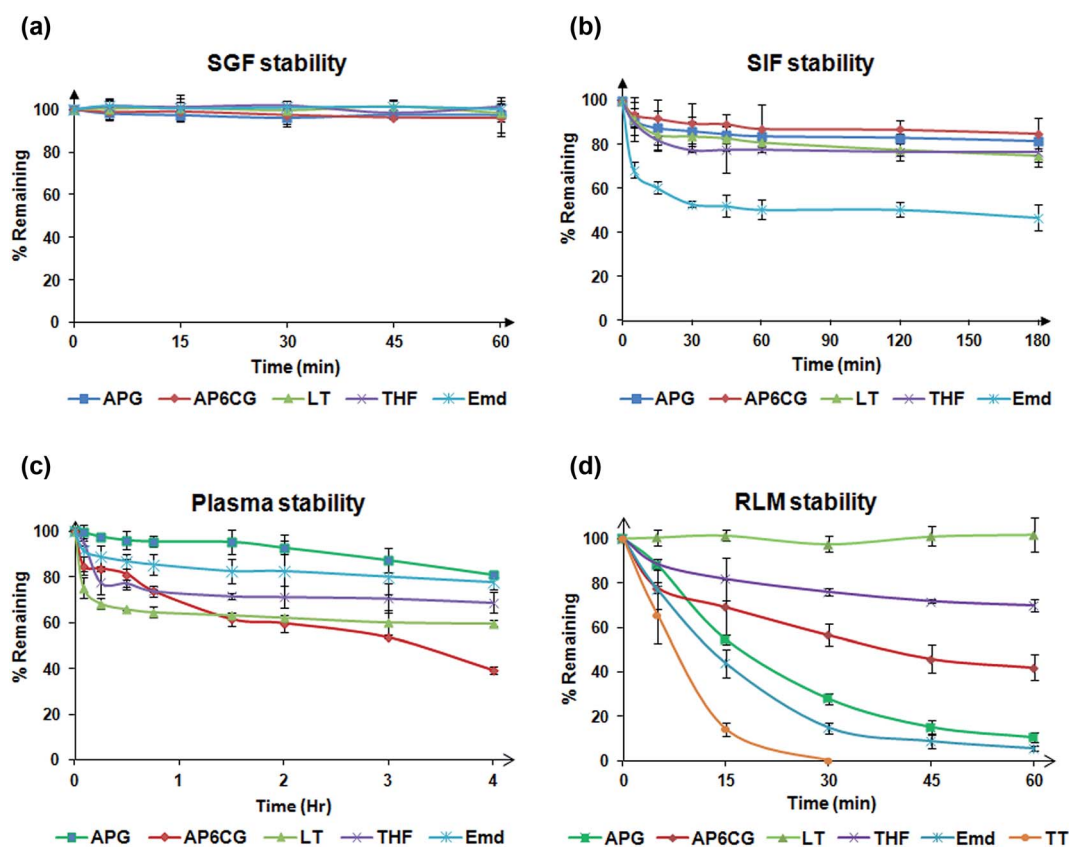 (a)
SGF stability
% Remaining
100
80
60
40
20
0
0 15 30 45 60
Time (min)
APG AP6CG LT THF Emd
(b)
SIF stability
% Remaining
100
80
60
40
20
0
0 30 60 90 120 150 180
Time (min)
APG AP6CG LT THF Emd
(c)
Plasma stability
% Remaining
100
80
60
40
20
0
0 1 2 3 4
Time (Hr)
APG AP6CG LT THF Emd
(d)
RLM stability
% Remaining
100
80
60
40
20
0
0 15 30 45 60
Time (min)
APG AP6CG LT THF Emd TT